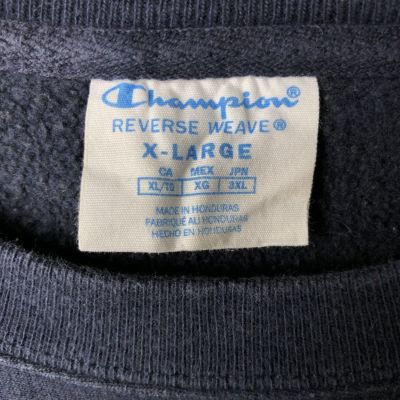 Champion®
REVERSE WEAVE®
X-LARGE
CA MEX JPN
XL/TG XG 3XL
MADE IN HONDURAS
FABRIQUÉ AU HONDURAS
HECHO EN HONDURAS